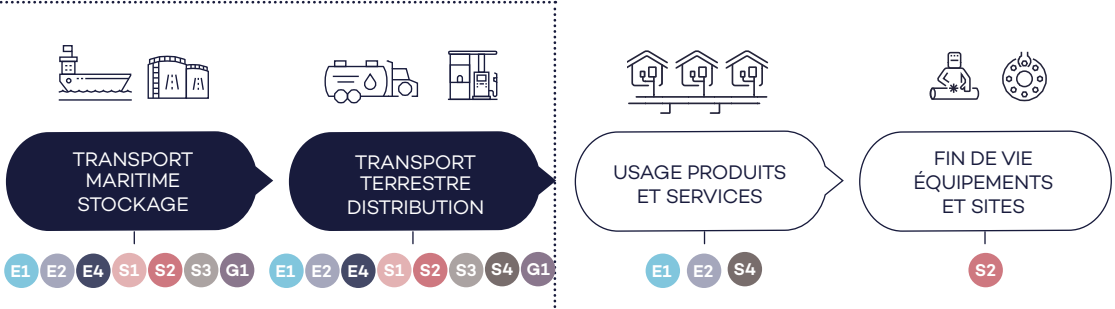 TRANSPORT
MARITIME
STOCKAGE
TRANSPORT
TERRESTRE
DISTRIBUTION
USAGE PRODUITS
ET SERVICES
FIN DE VIE
ÉQUIPEMENTS
ET SITES
E1 E2 E4 S1 S2 S3 G1
E1 E2 E4 S1 S2 S3 S4 G1
E1 E2 S4
S2